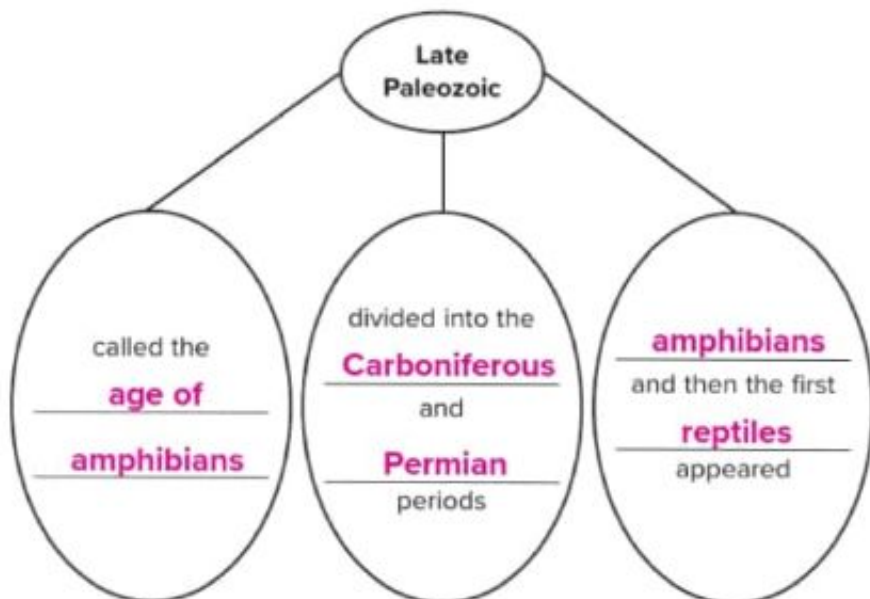 Late
Paleozoic
called the
age of
amphibians
divided into the
Carboniferous
and
Permian
periods
amphibians
and then the first
reptiles
appeared